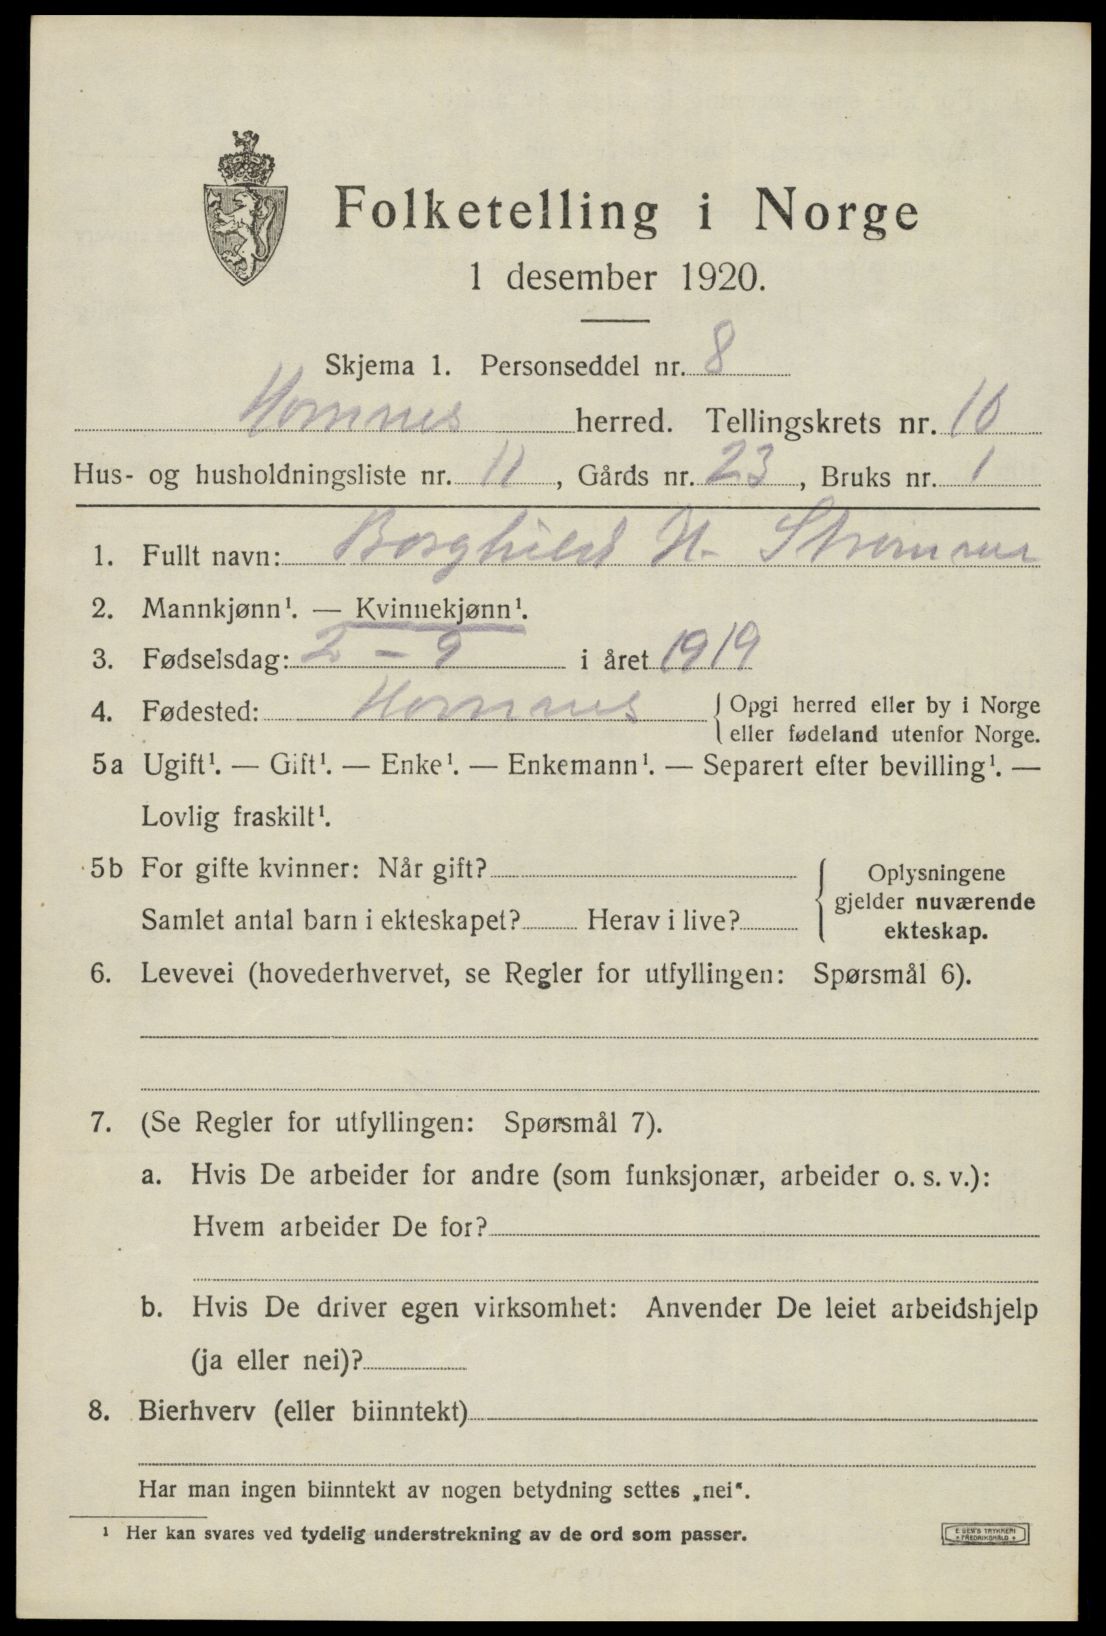 Folketelling i Norge
1 desember 1920.
Skjema 1. Personseddel nr. 8
Hornnes herred. Tellingskrets nr. 10
Hus- og husholdningsliste nr. 11, Gårds nr. 23, Bruks nr. 1
1. Fullt navn: Borghild N.
2. Mannkjønn¹. — Kvinnekjønn¹.
3. Fødselsdag: 2 - 9 i året 1919
4. Fødested: Hornnes { Opgi herred eller by i Norge
eller fødeland utenfor Norge.
5a Ugift¹. — Gift¹. — Enke¹. — Enkemann¹. — Separert efter bevilling¹. —
Lovlig fraskilt¹.
5b For gifte kvinner: Når gift?
Samlet antal barn i ekteskapet? Herav i live?
{ Oplysningene
gjelder nuværende
ekteskap.
6. Levevei (hovederhvervet, se Regler for utfyllingen: Spørsmål 6).
7. (Se Regler for utfyllingen: Spørsmål 7).
a. Hvis De arbeider for andre (som funksjonær, arbeider o. s. v.):
Hvem arbeider De for?
b. Hvis De driver egen virksomhet: Anvender De leiet arbeidshjelp
(ja eller nei)?
8. Bierhverv (eller biinntekt)
Har man ingen biinntekt av nogen betydning settes „nei".
¹ Her kan svares ved tydelig understrekning av de ord som passer.
E SEM'S TRYKKERI
FREDRIKSHALD